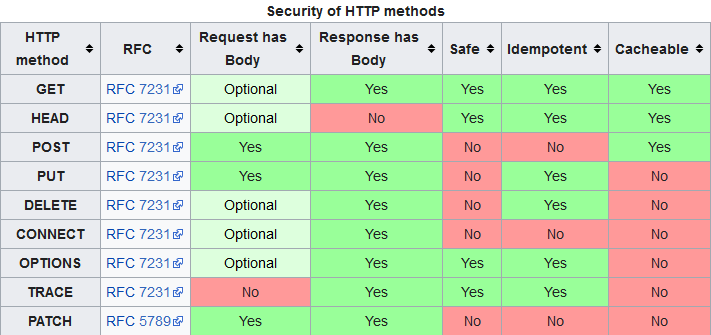 Security of HTTP methods
HTTP method RFC Request has Body Response has Body Safe Idempotent Cacheable
GET RFC 7231 Optional Yes Yes Yes Yes
HEAD RFC 7231 Optional No Yes Yes Yes
POST RFC 7231 Yes Yes No No Yes
PUT RFC 7231 Yes Yes No Yes No
DELETE RFC 7231 Optional Yes No Yes No
CONNECT RFC 7231 Optional Yes No No No
OPTIONS RFC 7231 Optional Yes Yes Yes No
TRACE RFC 7231 No Yes Yes Yes No
PATCH RFC 5789 Yes Yes No No No